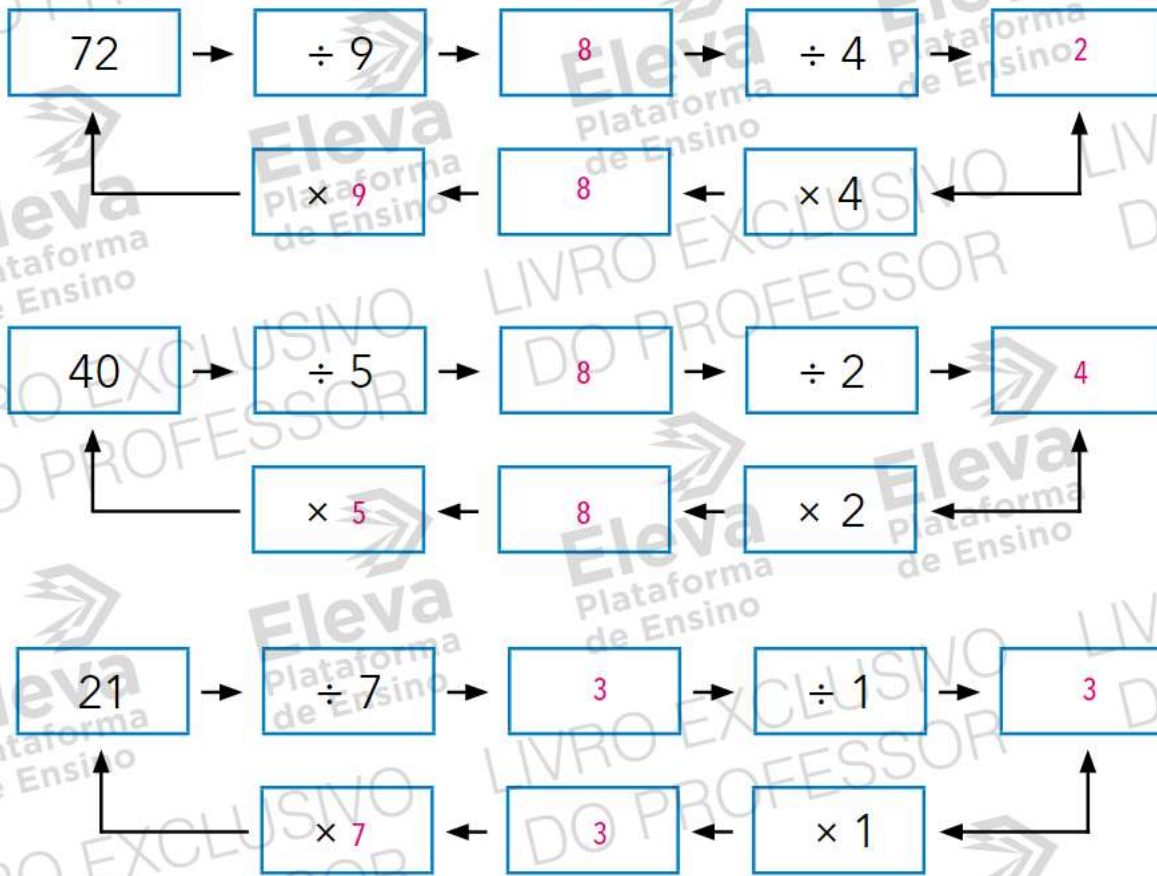 72 ÷ 9 8 ÷ 4 2
× 9 8 × 4
40 ÷ 5 8 ÷ 2 4
× 5 8 × 2
21 ÷ 7 3 ÷ 1 3
× 7 3 × 1
Eleva
Plataforma
de Ensino
LIVRO EXCLUSIVO
DO PROFESSOR